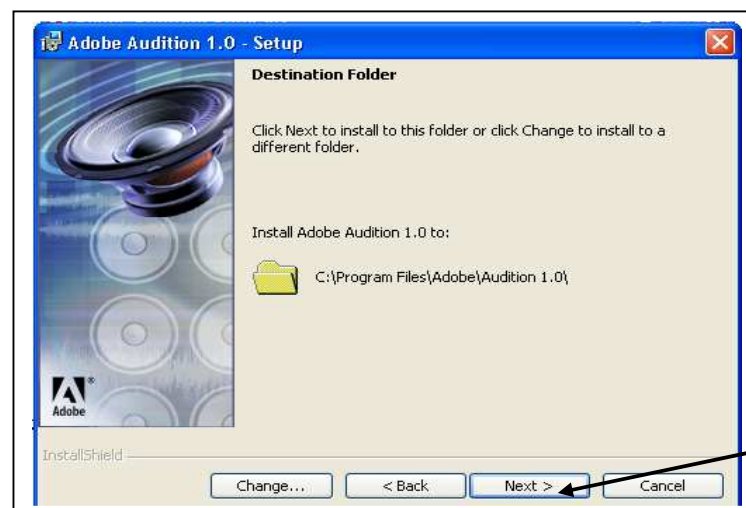 Adobe Audition 1.0 - Setup
Destination Folder
Click Next to install to this folder or click Change to install to a
different folder.
Install Adobe Audition 1.0 to:
C:\Program Files\Adobe\Audition 1.0\
Adobe
InstallShield
Change...
< Back
Next >
Cancel